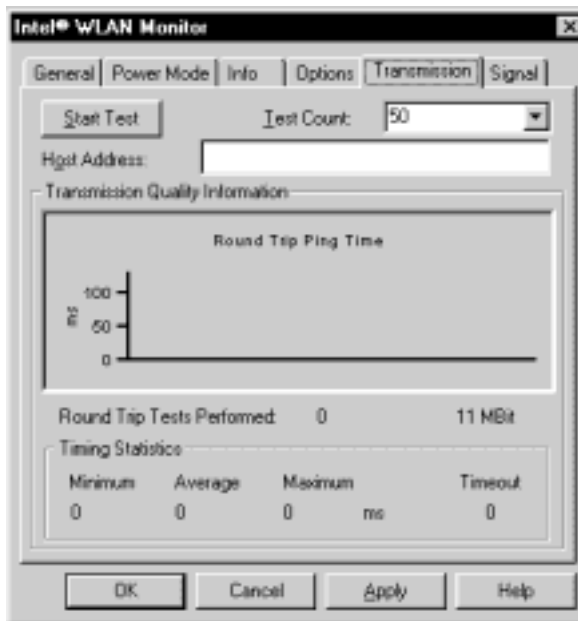 Intel® WLAN Monitor
General Power Mode Info Options Transmission Signal
Start Test Test Count: 50
Host Address:
Transmission Quality Information
Round Trip Ping Time
100
ms
50
0
Round Trip Tests Performed: 0 11 MBit
Timing Statistics
Minimum Average Maximum Timeout
0 0 0 ms 0
OK Cancel Apply Help